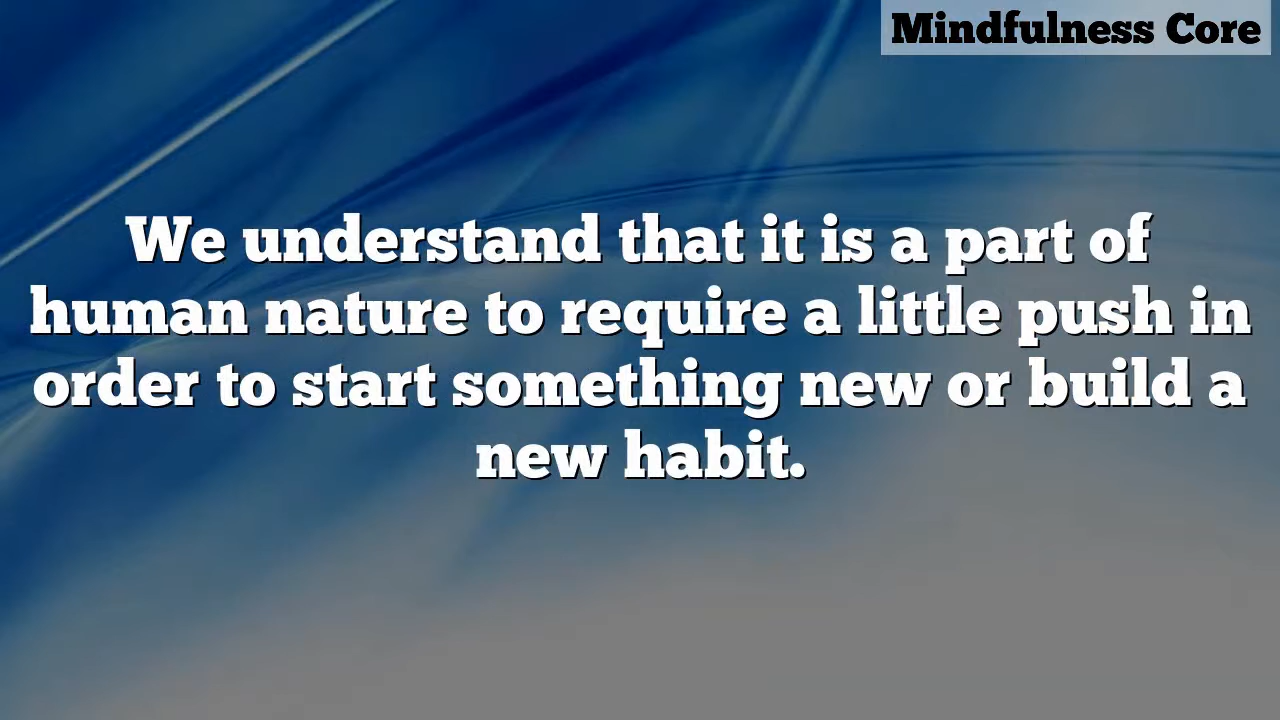 Mindfulness Core
We understand that it is a part of
human nature to require a little push in
order to start something new or build a
new habit.